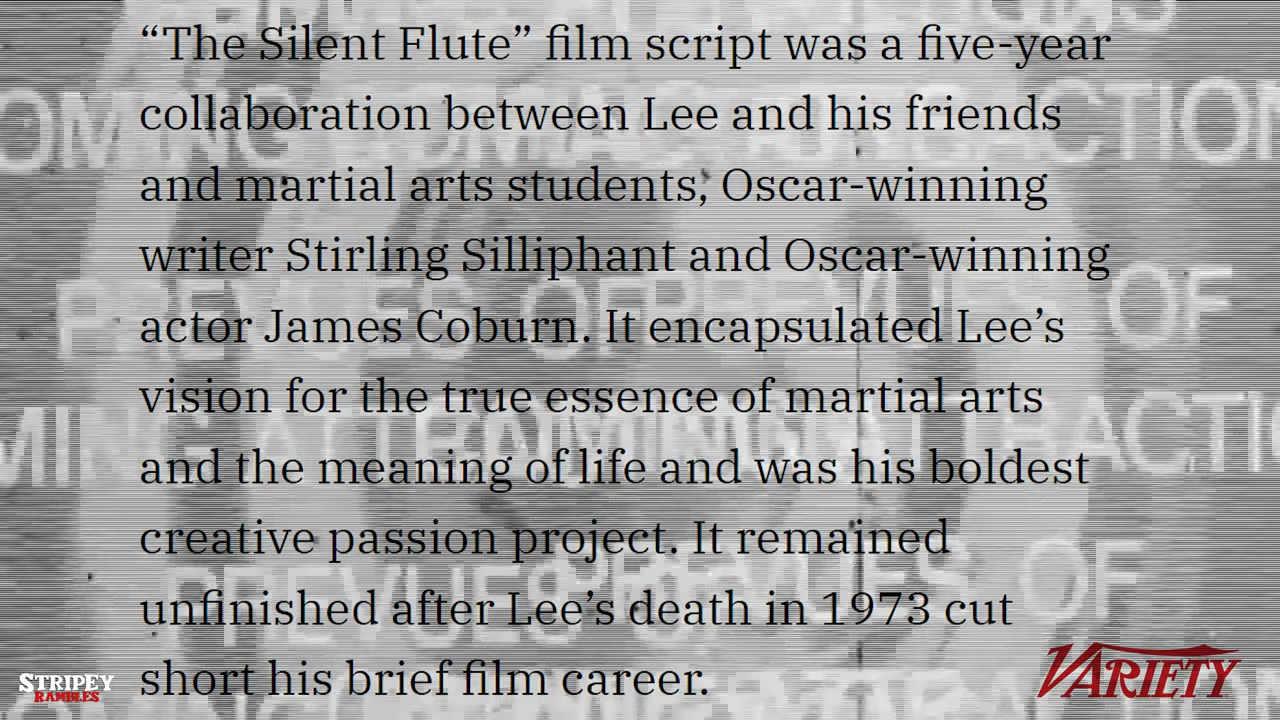 “The Silent Flute” film script was a five-year
collaboration between Lee and his friends
and martial arts students, Oscar-winning
writer Stirling Silliphant and Oscar-winning
actor James Coburn. It encapsulated Lee’s
vision for the true essence of martial arts
and the meaning of life and was his boldest
creative passion project. It remained
unfinished after Lee’s death in 1973 cut
short his brief film career.
STRIPEY
RAMBLES
VARIETY